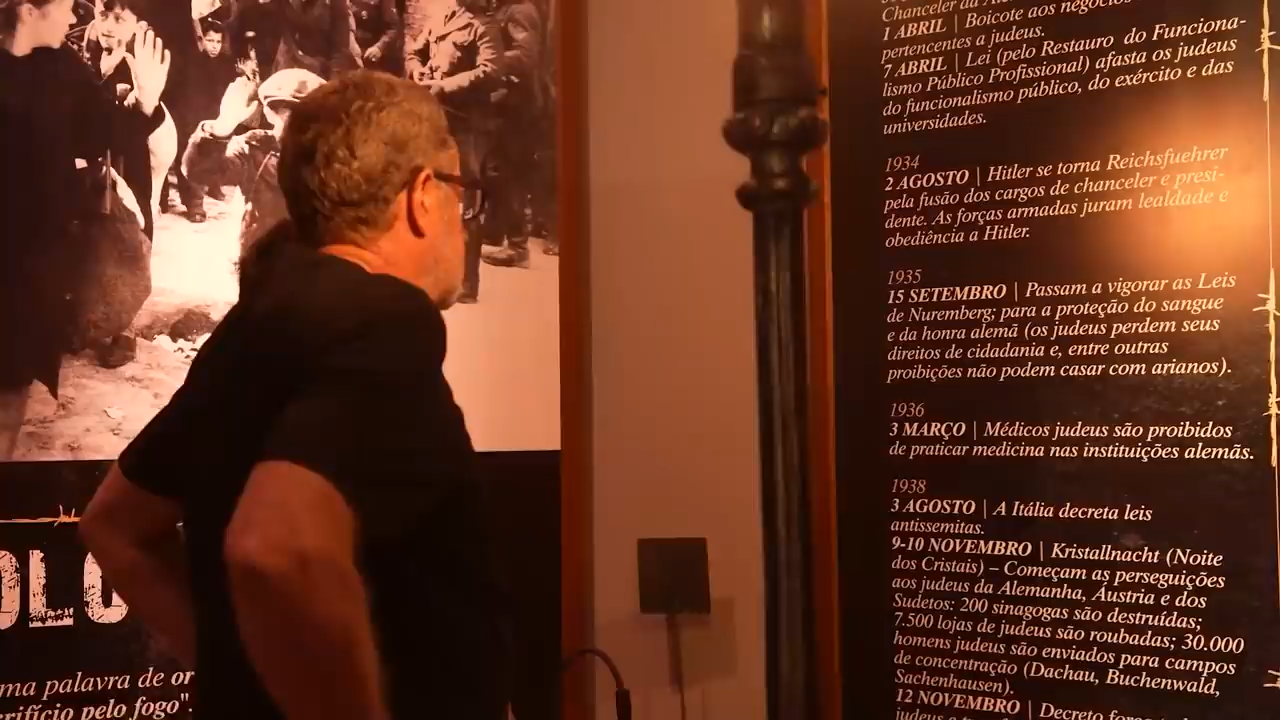 OLO
ma palavra de or
rifício pelo fogo".
Chanceler da
1 ABRIL | Boicote aos negócios
pertencentes a judeus.
7 ABRIL | Lei (pelo Restauro do Funciona-
lismo Público Profissional) afasta os judeus
do funcionalismo público, do exército e das
universidades.
1934
2 AGOSTO | Hitler se torna Reichsfuehrer
pela fusão dos cargos de chanceler e presi-
dente. As forças armadas juram lealdade e
obediência a Hitler.
1935
15 SETEMBRO | Passam a vigorar as Leis
de Nuremberg; para a proteção do sangue
e da honra alemã (os judeus perdem seus
direitos de cidadania e, entre outras
proibições não podem casar com arianos).
1936
3 MARÇO | Médicos judeus são proibidos
de praticar medicina nas instituições alemãs.
1938
3 AGOSTO | A Itália decreta leis
antissemitas.
9-10 NOVEMBRO | Kristallnacht (Noite
dos Cristais) – Começam as perseguições
aos judeus da Alemanha, Áustria e dos
Sudetos: 200 sinagogas são destruídas;
7.500 lojas de judeus são roubadas; 30.000
homens judeus são enviados para campos
de concentração (Dachau, Buchenwald,
Sachenhausen).
12 NOVEMBRO | Decreto
judeus a